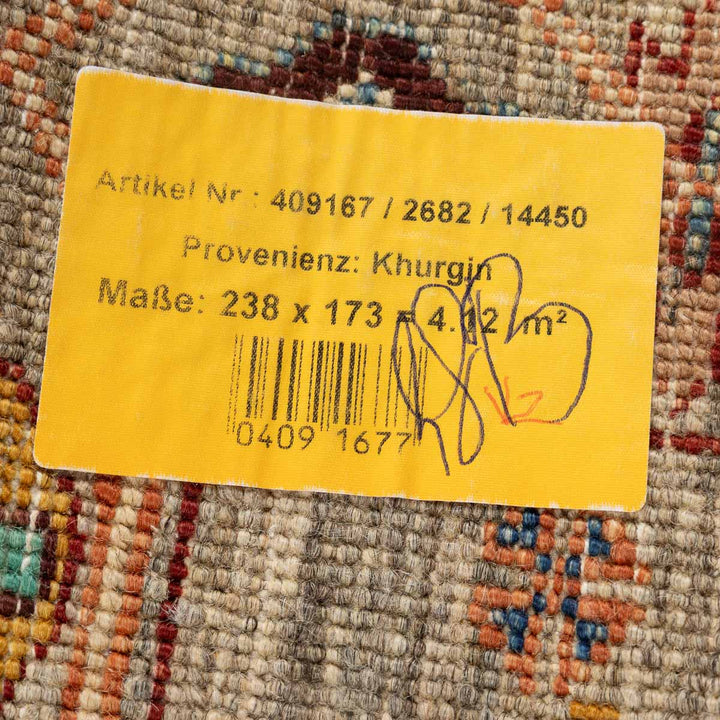 Artikel Nr : 409167 / 2682 / 14450
Provenienz: Khurgin
Maße: 238 x 173 = 4.12 m²
0409 1677